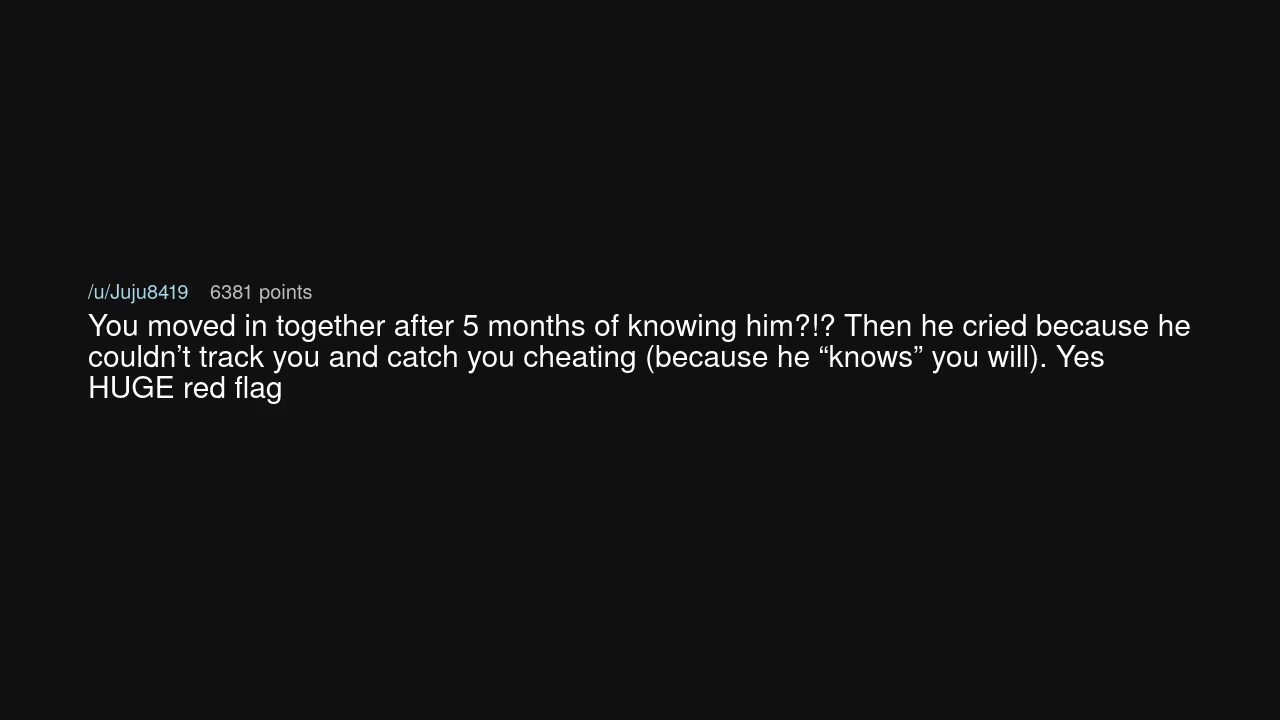 /u/Juju8419 6381 points
You moved in together after 5 months of knowing him?!? Then he cried because he
couldn’t track you and catch you cheating (because he “knows” you will). Yes
HUGE red flag